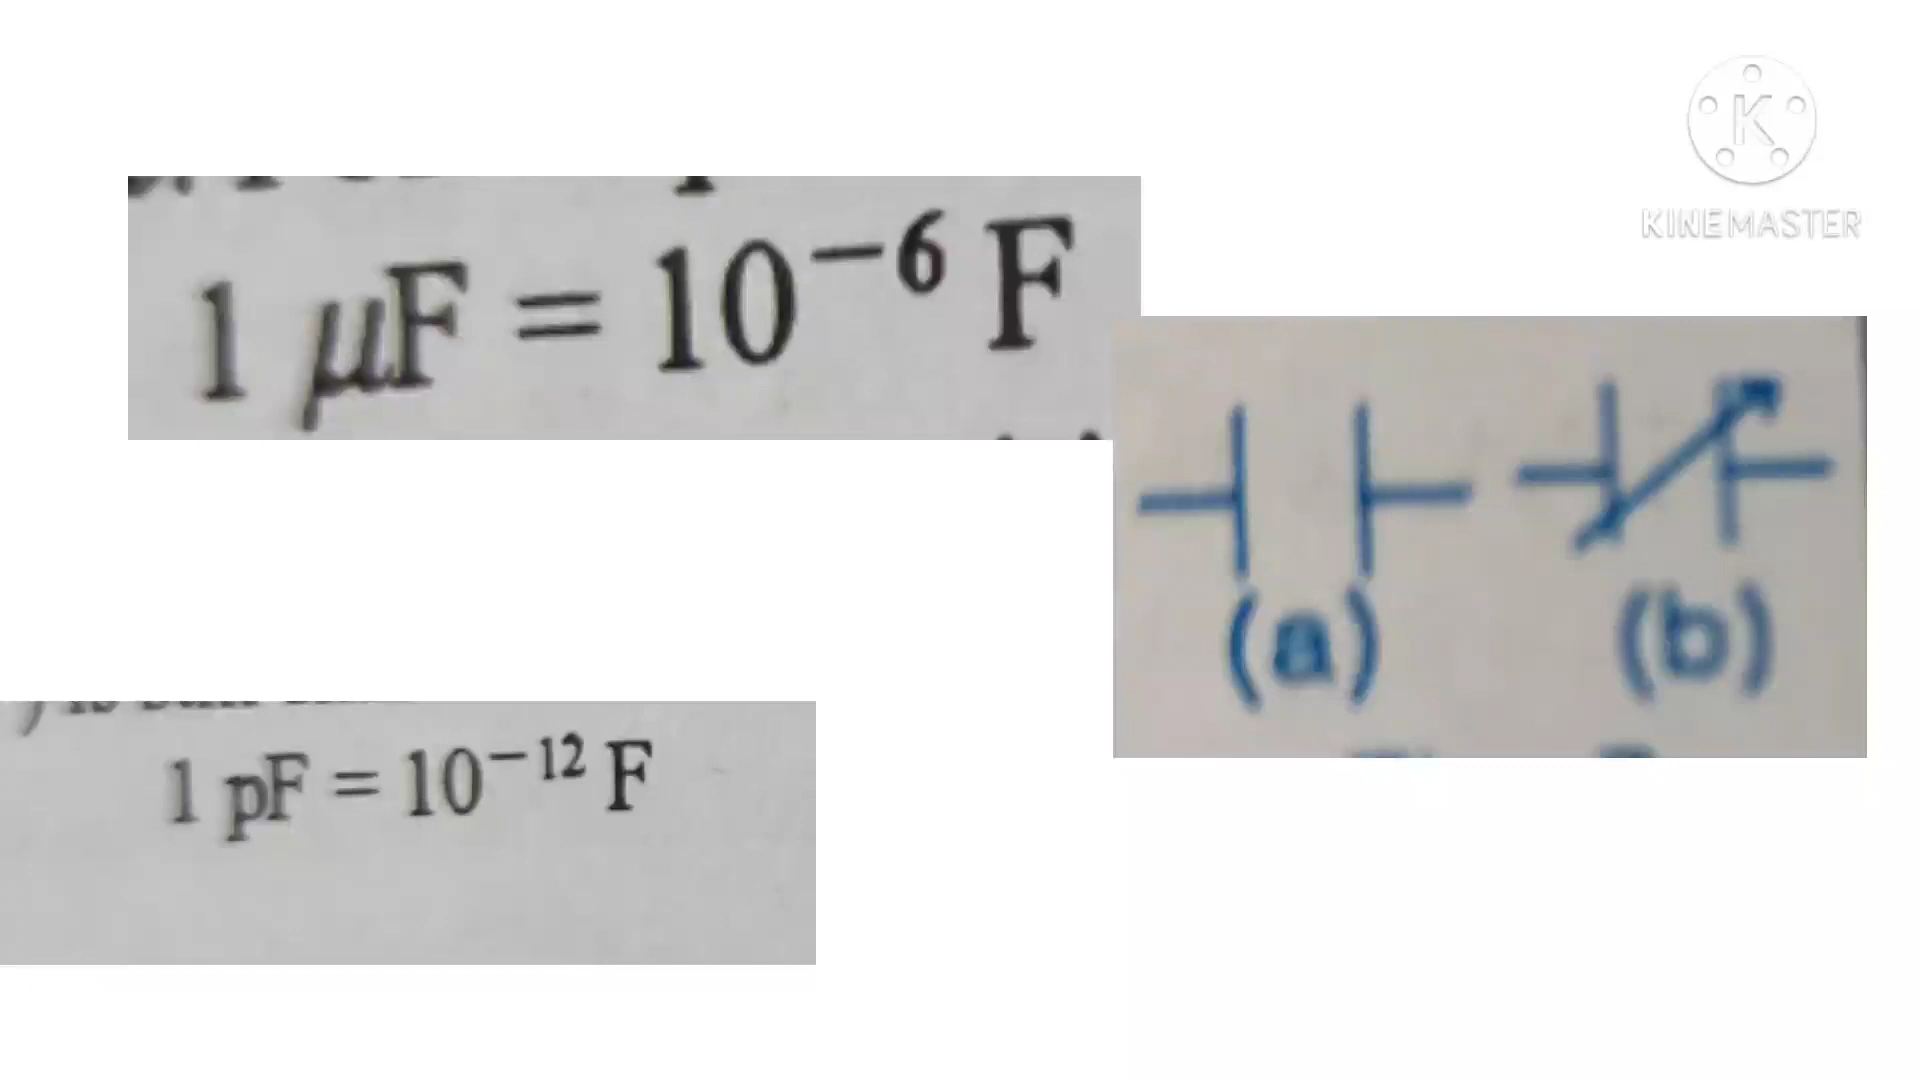 KINEMASTER
1 μF = 10⁻⁶ F
(a) (b)
1 pF = 10⁻¹² F